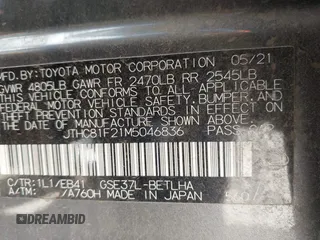 MFD.BY:TOYOTA MOTOR CORPORATION 05/21
GVWR 4805LB GAWR FR 2470LB RR 2545LB
THIS VEHICLE CONFORMS TO ALL APPLICABLE
FEDERAL MOTOR VEHICLE SAFETY, BUMPER, AND
THEFT PREVENTION STANDARDS IN EFFECT ON THE
DATE OF MANUFACTURE SHOWN ABOVE.
JTHC81F21M5046836
C/TR:1L1/EB41 GSE37L-BETLHA
A/TM: /A760H MADE IN JAPAN
DREAMBID